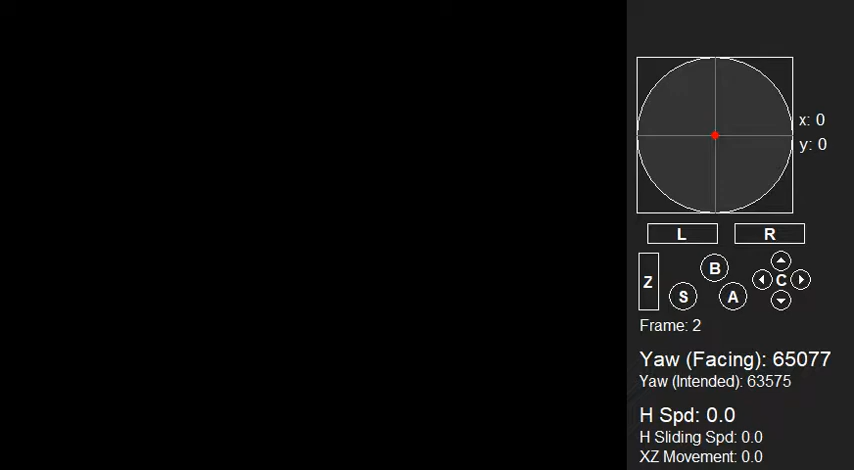 x: 0
y: 0
L R
B
Z C
S A
Frame: 2
Yaw (Facing): 65077
Yaw (Intended): 63575
H Spd: 0.0
H Sliding Spd: 0.0
XZ Movement: 0.0